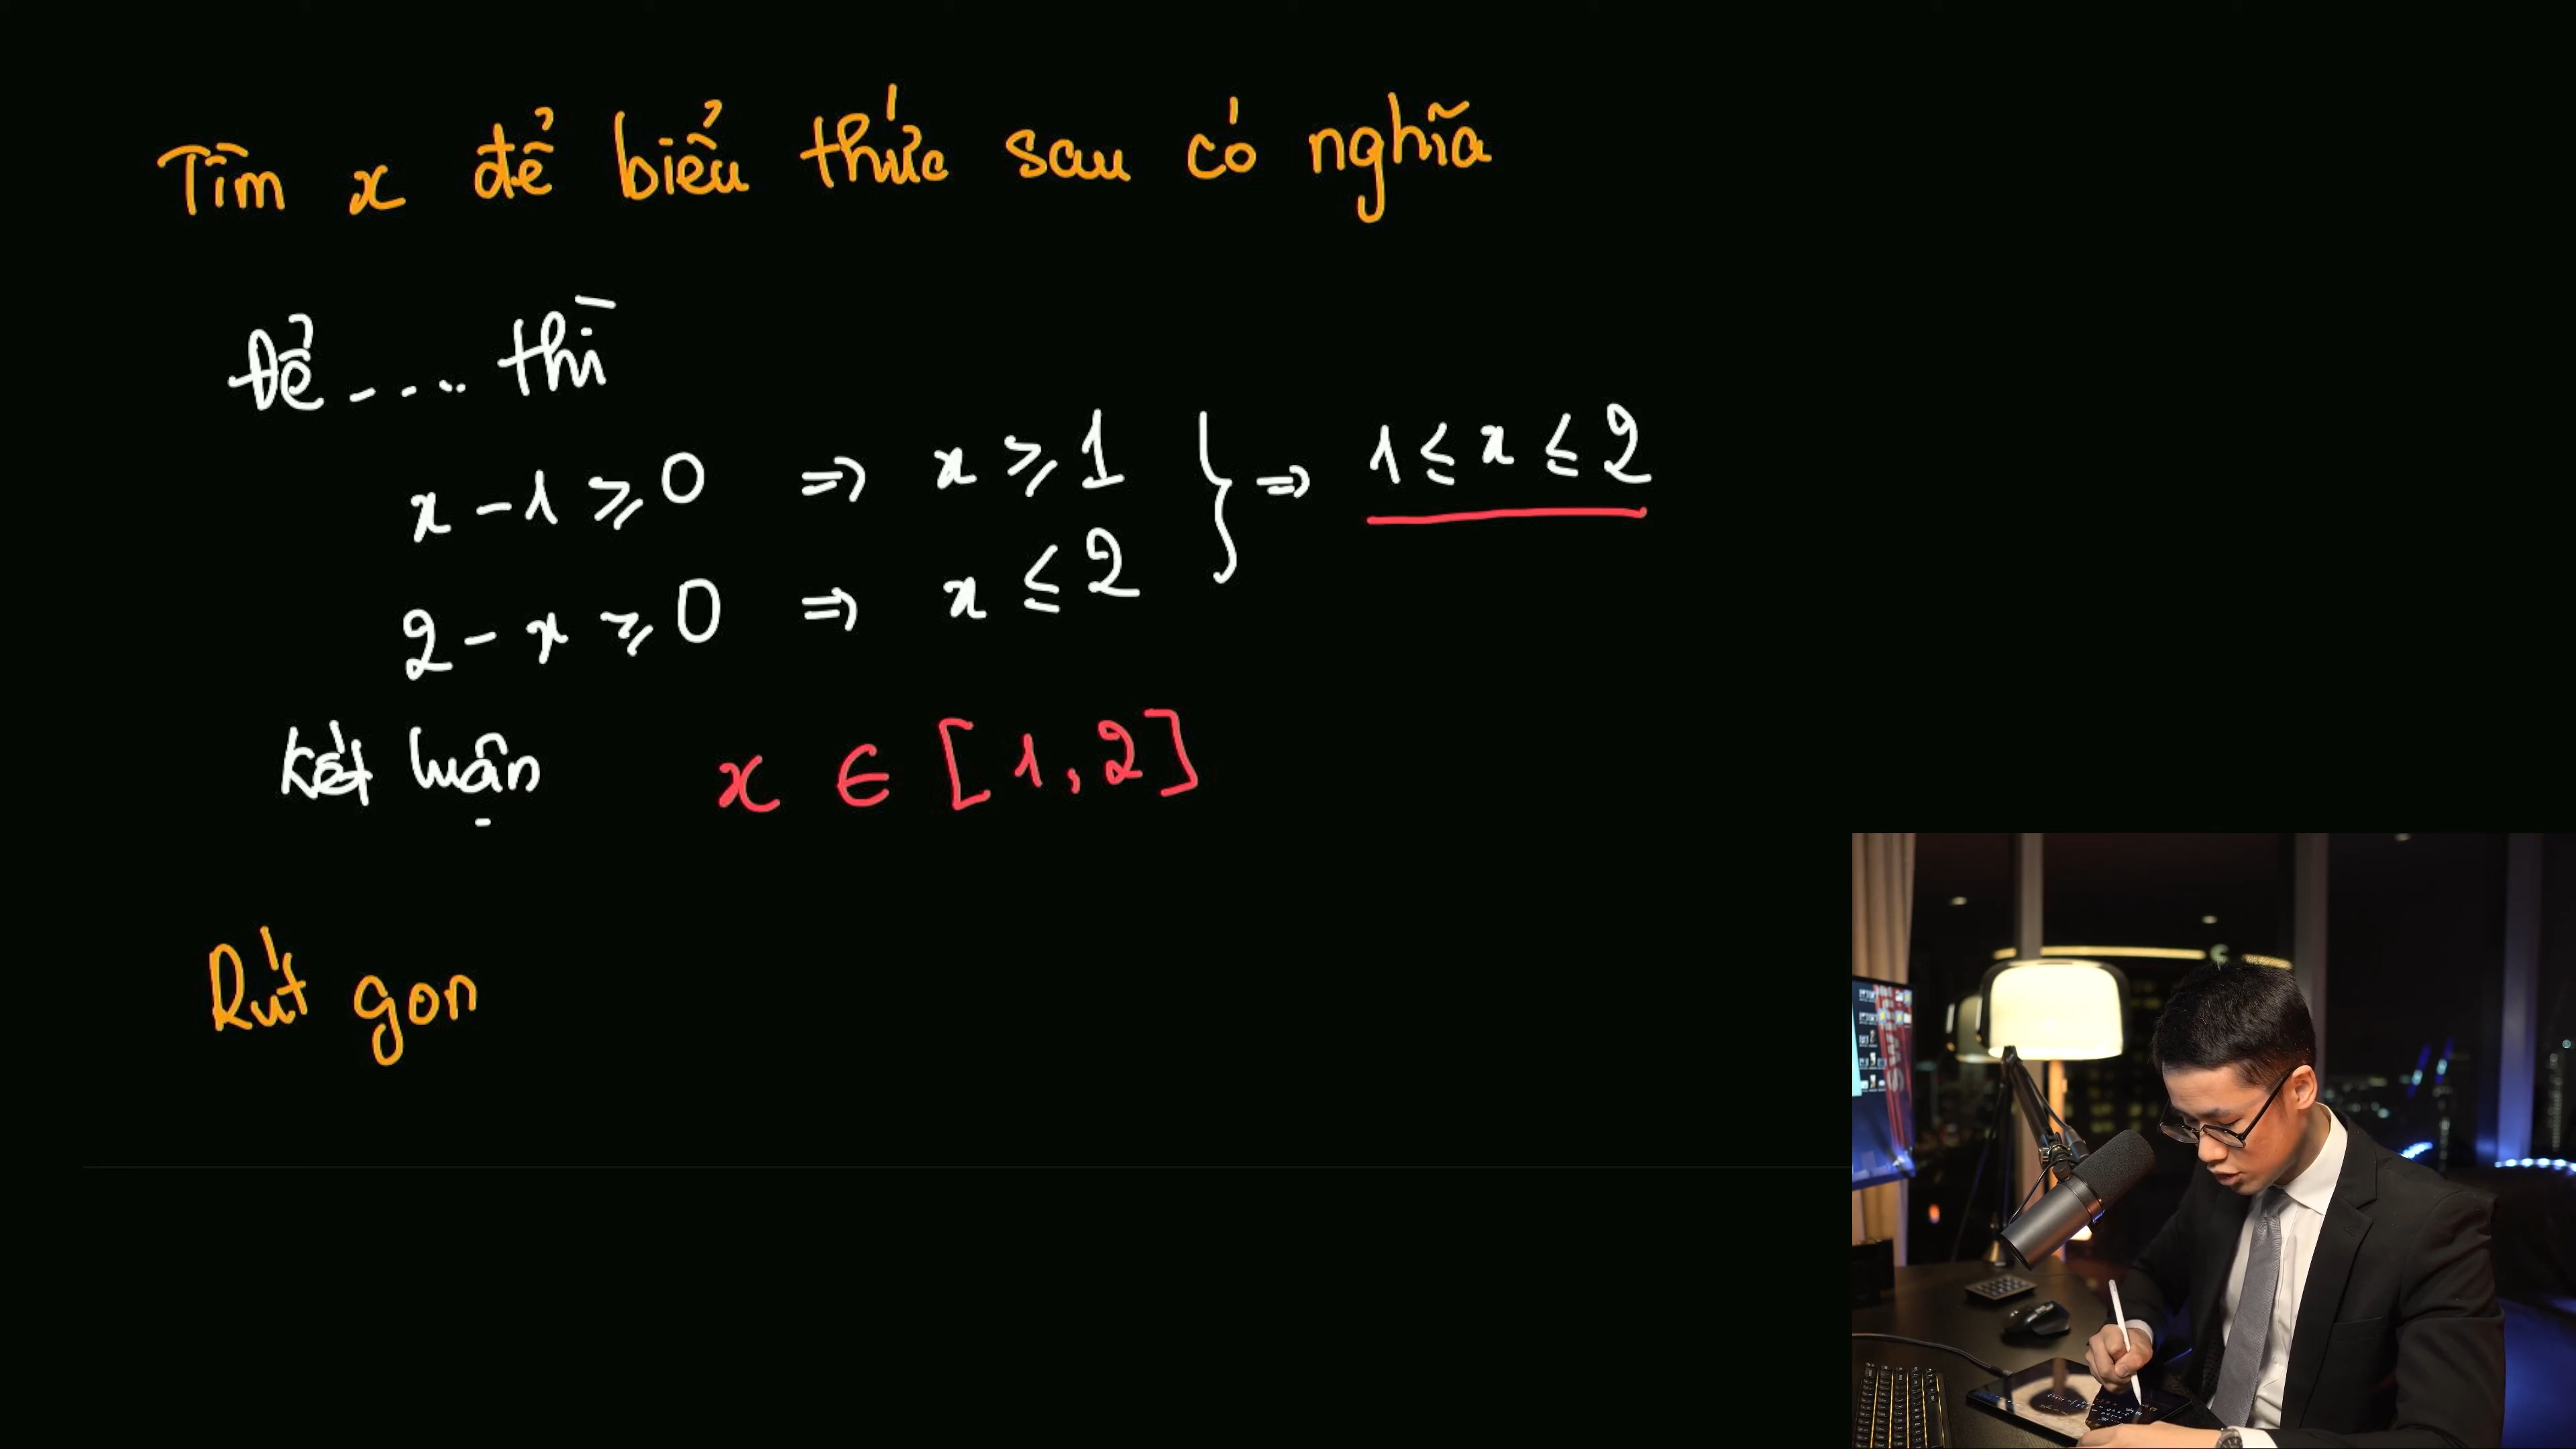 Tìm x để biểu thức sau có nghĩa
Để .... thì
x - 1 ≥ 0 ⇒ x ≥ 1 } ⇒ 1 ≤ x ≤ 2
2 - x ≥ 0 ⇒ x ≤ 2
Kết luận x ∈ [1, 2]
Rút gon